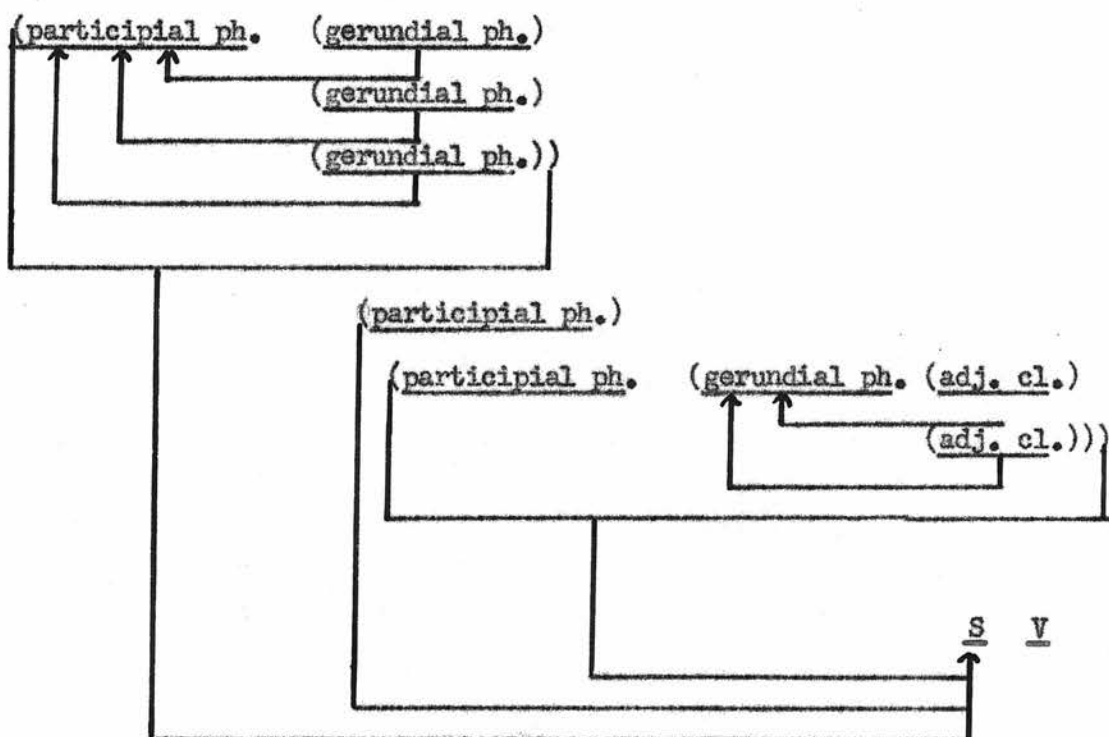 (participial ph. (gerundial ph.)
(gerundial ph.)
(gerundial ph.))
(participial ph.)
(participial ph. (gerundial ph. (adj. cl.)
(adj. cl.)))
S V